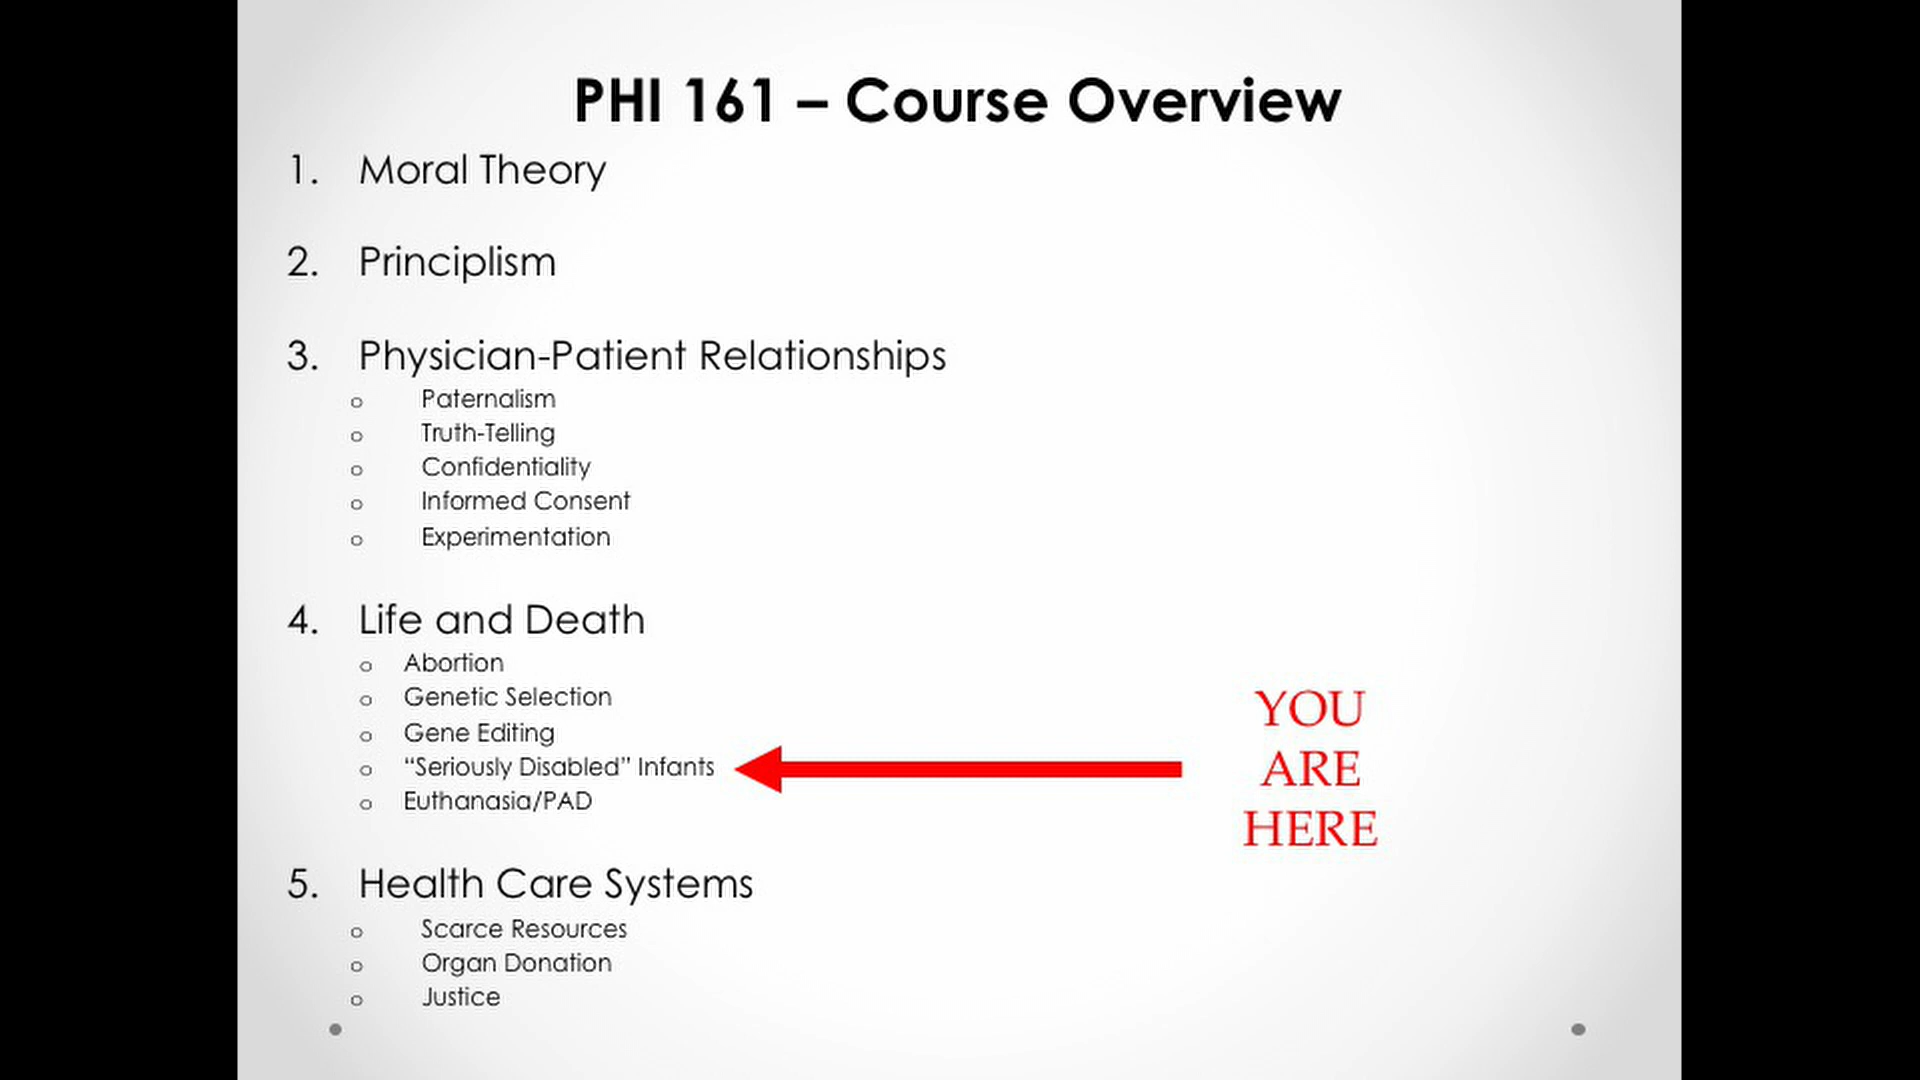 PHI 161 – Course Overview
1. Moral Theory
2. Principlism
3. Physician-Patient Relationships
o Paternalism
o Truth-Telling
o Confidentiality
o Informed Consent
o Experimentation
4. Life and Death
o Abortion
o Genetic Selection
o Gene Editing
o “Seriously Disabled” Infants
o Euthanasia/PAD
YOU
ARE
HERE
5. Health Care Systems
o Scarce Resources
o Organ Donation
o Justice